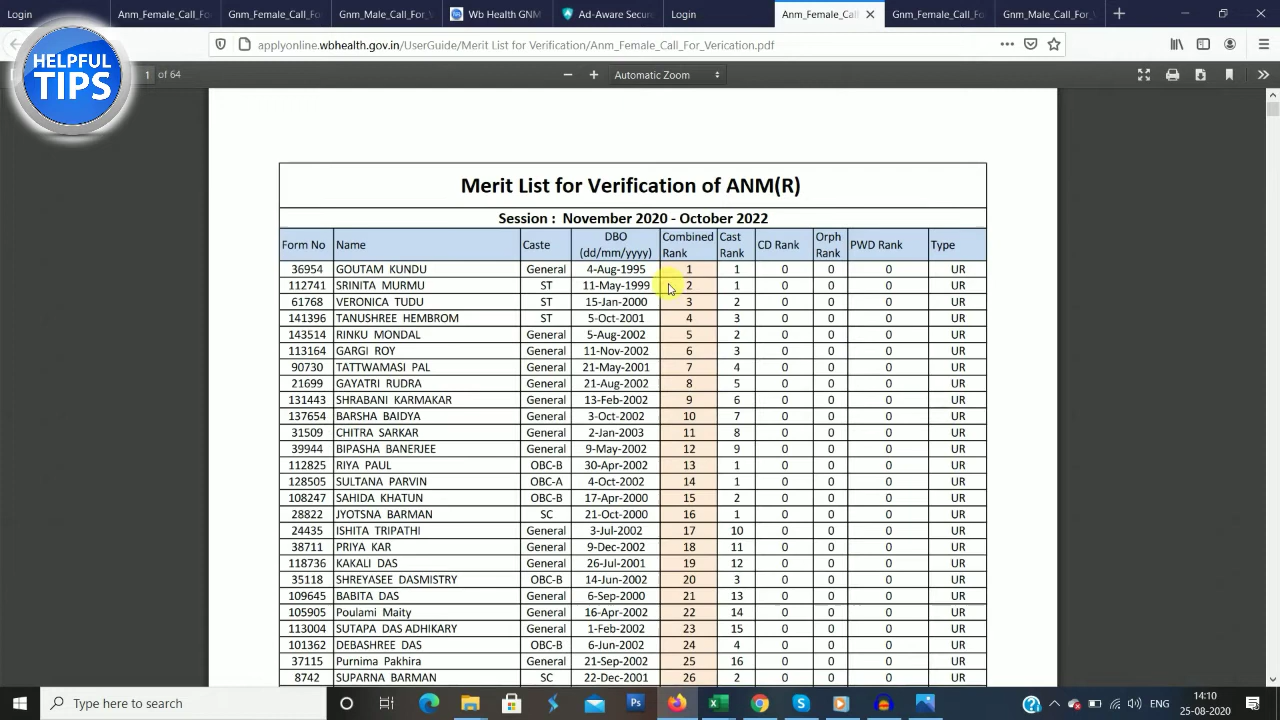 Login Anm_Female_Call_For Gnm_Female_Call_For_ Gnm_Male_Call_For_ Wb Health GNM Ad-Aware Secur Login Anm_Female_Call_ Gnm_Female_Call_For_ Gnm_Male_Call_For_V
applyonline.wbhealth.gov.in/UserGuide/Merit List for Verification/Anm_Female_Call_For_Verication.pdf
HELPFUL
TIPS
1 of 64 Automatic Zoom
Merit List for Verification of ANM(R)
Session : November 2020 - October 2022
Form No Name Caste DBO (dd/mm/yyyy) Combined Rank Cast Rank CD Rank Orph Rank PWD Rank Type
36954 GOUTAM KUNDU General 4-Aug-1995 1 1 0 0 0 UR
112741 SRINITA MURMU ST 11-May-1999 2 1 0 0 0 UR
61768 VERONICA TUDU ST 15-Jan-2000 3 2 0 0 0 UR
141396 TANUSHREE HEMBROM ST 5-Oct-2001 4 3 0 0 0 UR
143514 RINKU MONDAL General 5-Aug-2002 5 2 0 0 0 UR
113164 GARGI ROY General 11-Nov-2002 6 3 0 0 0 UR
90730 TATTWAMASI PAL General 21-May-2001 7 4 0 0 0 UR
21699 GAYATRI RUDRA General 21-Aug-2002 8 5 0 0 0 UR
131443 SHRABANI KARMAKAR General 13-Feb-2002 9 6 0 0 0 UR
137654 BARSHA BAIDYA General 3-Oct-2002 10 7 0 0 0 UR
31509 CHITRA SARKAR General 2-Jan-2003 11 8 0 0 0 UR
39944 BIPASHA BANERJEE General 9-May-2002 12 9 0 0 0 UR
112825 RIYA PAUL OBC-B 30-Apr-2002 13 1 0 0 0 UR
128505 SULTANA PARVIN OBC-A 4-Oct-2002 14 1 0 0 0 UR
108247 SAHIDA KHATUN OBC-B 17-Apr-2000 15 2 0 0 0 UR
28822 JYOTSNA BARMAN SC 21-Oct-2000 16 1 0 0 0 UR
24435 ISHITA TRIPATHI General 3-Jul-2002 17 10 0 0 0 UR
38711 PRIYA KAR General 9-Dec-2002 18 11 0 0 0 UR
118736 KAKALI DAS General 26-Jul-2001 19 12 0 0 0 UR
35118 SHREYASEE DASMISTRY OBC-B 14-Jun-2002 20 3 0 0 0 UR
109645 BABITA DAS General 6-Sep-2000 21 13 0 0 0 UR
105905 Poulami Maity General 16-Apr-2002 22 14 0 0 0 UR
113004 SUTAPA DAS ADHIKARY General 1-Feb-2002 23 15 0 0 0 UR
101362 DEBASHREE DAS OBC-B 6-Jun-2002 24 4 0 0 0 UR
37115 Purnima Pakhira General 21-Sep-2002 25 16 0 0 0 UR
8742 SUPARNA BARMAN SC 22-Dec-2001 26 2 0 0 0 UR
Type here to search Ps ENG 14:10
25-08-2020